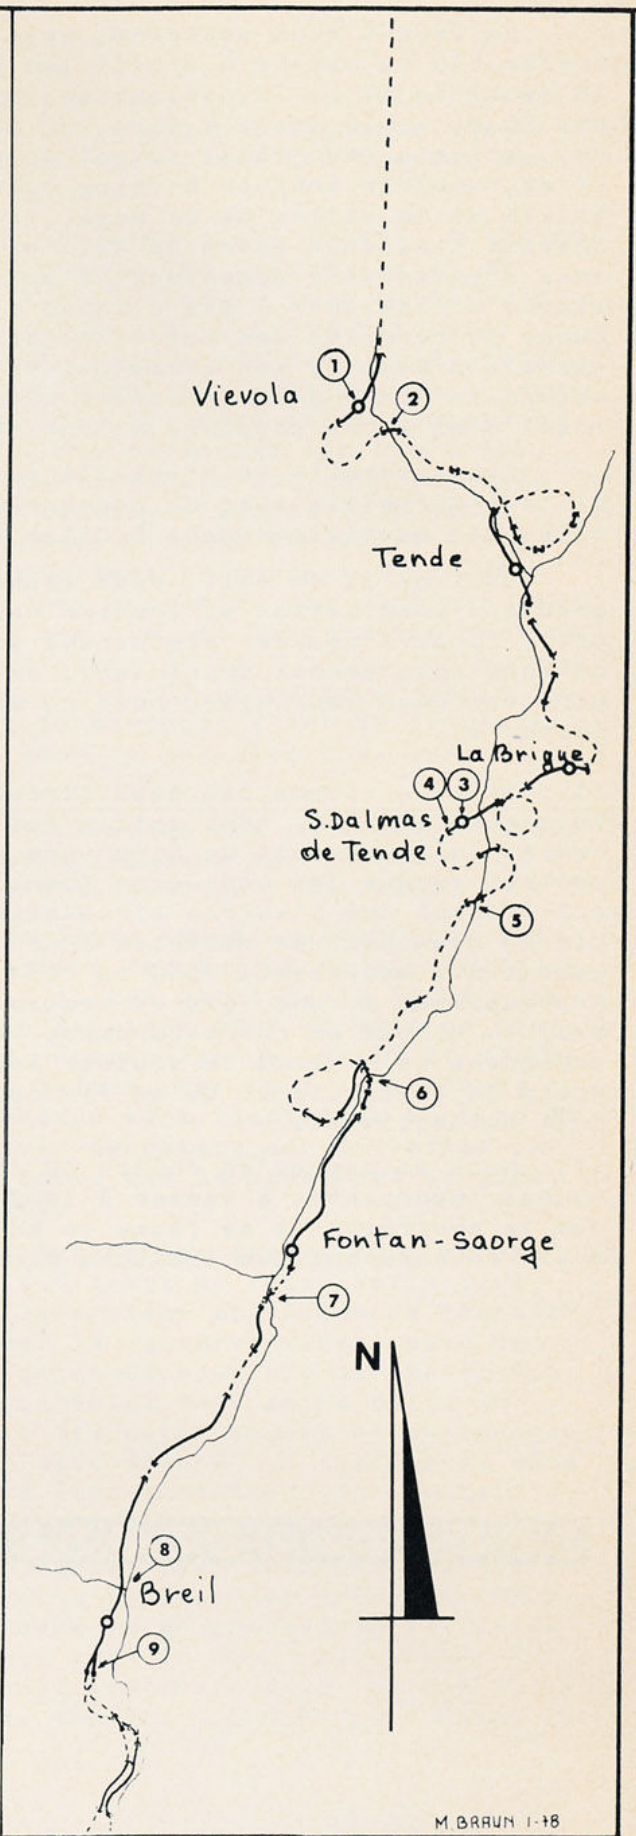 1
Vievola
2
Tende
La Brigue
4 3
S.Dalmas
de Tende
5
6
Fontan-Saorge
7
N
8
Breil
9
M.BRAUN 1-78